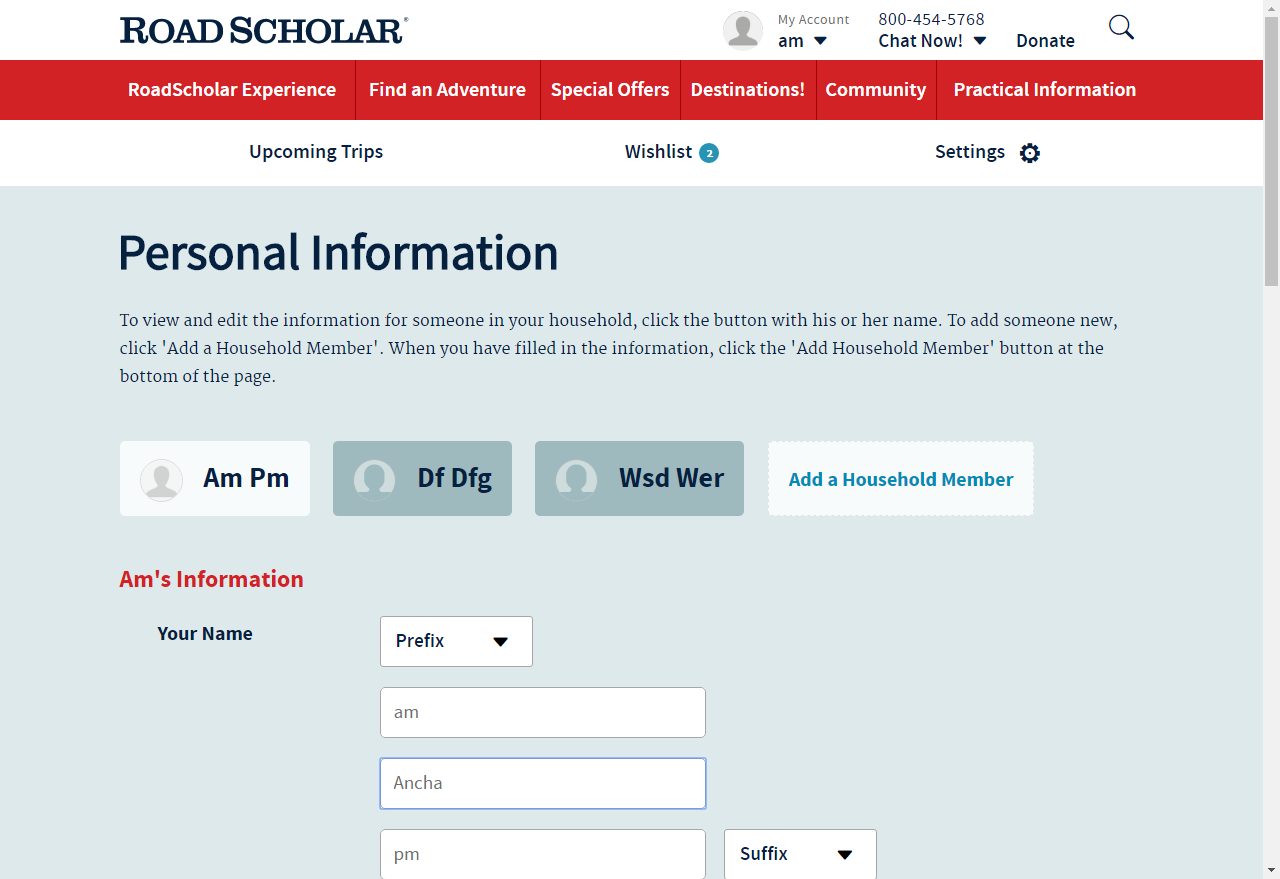 ROAD SCHOLAR®
My Account
am
800-454-5768
Chat Now!
Donate
RoadScholar Experience
Find an Adventure
Special Offers
Destinations!
Community
Practical Information
Upcoming Trips
Wishlist 2
Settings
Personal Information
To view and edit the information for someone in your household, click the button with his or her name. To add someone new,
click 'Add a Household Member'. When you have filled in the information, click the 'Add Household Member' button at the
bottom of the page.
Am Pm
Df Dfg
Wsd Wer
Add a Household Member
Am's Information
Your Name
Prefix
am
Ancha
pm
Suffix